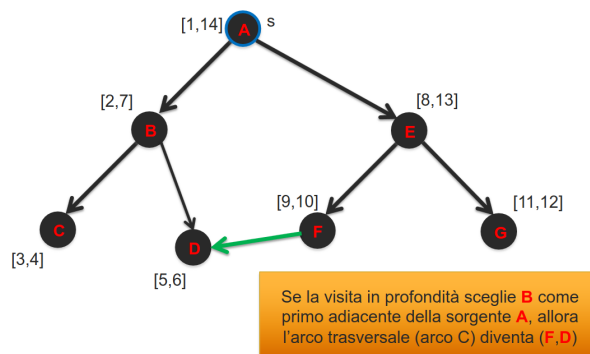 [1,14] A s
[2,7] B
[8,13] E
[3,4] C
[5,6] D
[9,10] F
[11,12] G
Se la visita in profondità sceglie B come
primo adiacente della sorgente A, allora
l'arco trasversale (arco C) diventa (F,D)